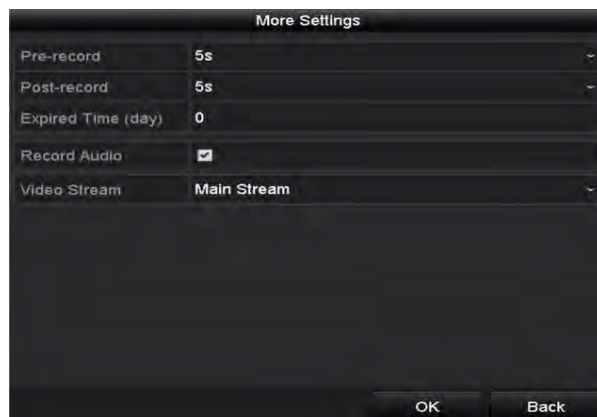 More Settings
Pre-record 5s
Post-record 5s
Expired Time (day) 0
Record Audio
Video Stream Main Stream
OK Back